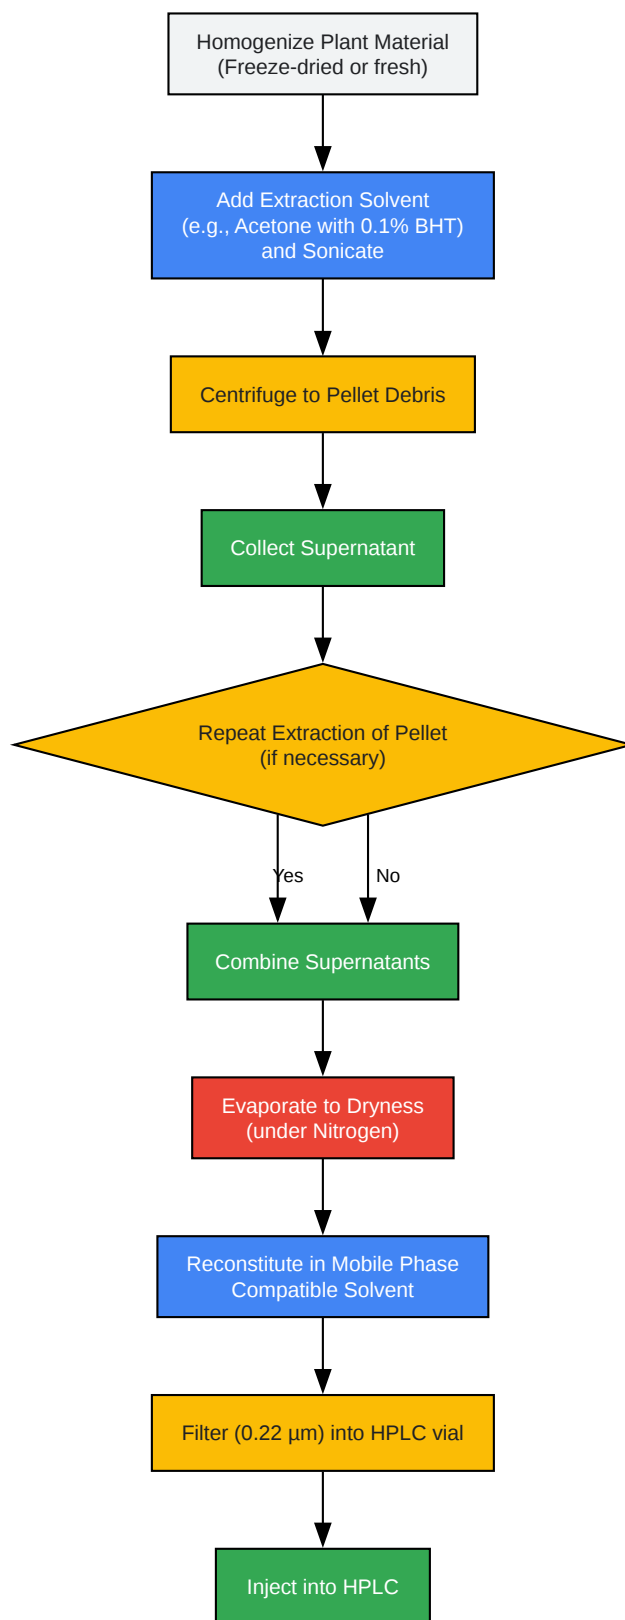 Homogenize Plant Material
(Freeze-dried or fresh)
Add Extraction Solvent
(e.g., Acetone with 0.1% BHT)
and Sonicate
Centrifuge to Pellet Debris
Collect Supernatant
Repeat Extraction of Pellet
(if necessary)
Yes
No
Combine Supernatants
Evaporate to Dryness
(under Nitrogen)
Reconstitute in Mobile Phase
Compatible Solvent
Filter (0.22 µm) into HPLC vial
Inject into HPLC